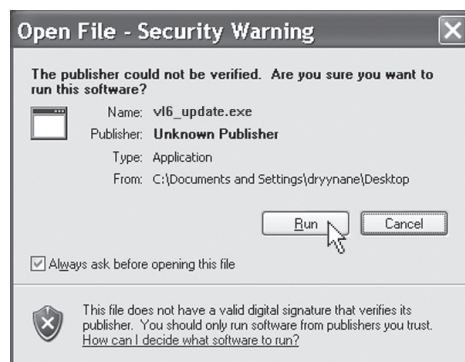 Open File - Security Warning
The publisher could not be verified. Are you sure you want to
run this software?
Name: vl6_update.exe
Publisher: Unknown Publisher
Type: Application
From: C:\Documents and Settings\dryynane\Desktop
Run Cancel
Always ask before opening this file
This file does not have a valid digital signature that verifies its
publisher. You should only run software from publishers you trust.
How can I decide what software to run?